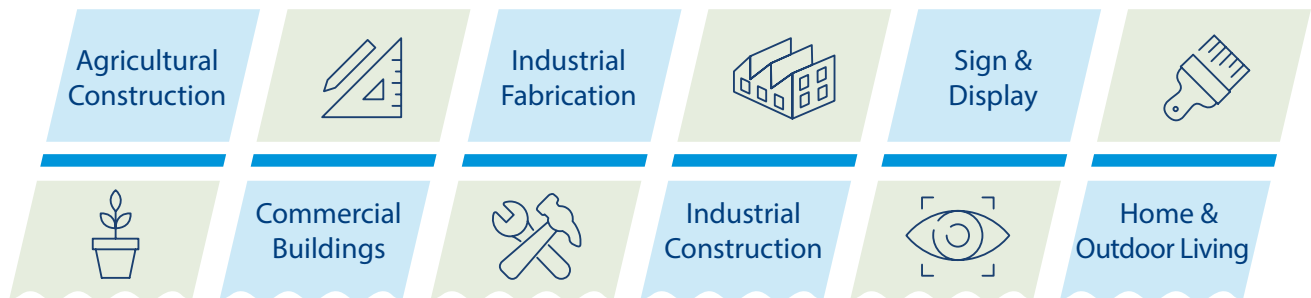 Agricultural
Construction
Industrial
Fabrication
Sign &
Display
Commercial
Buildings
Industrial
Construction
Home &
Outdoor Living